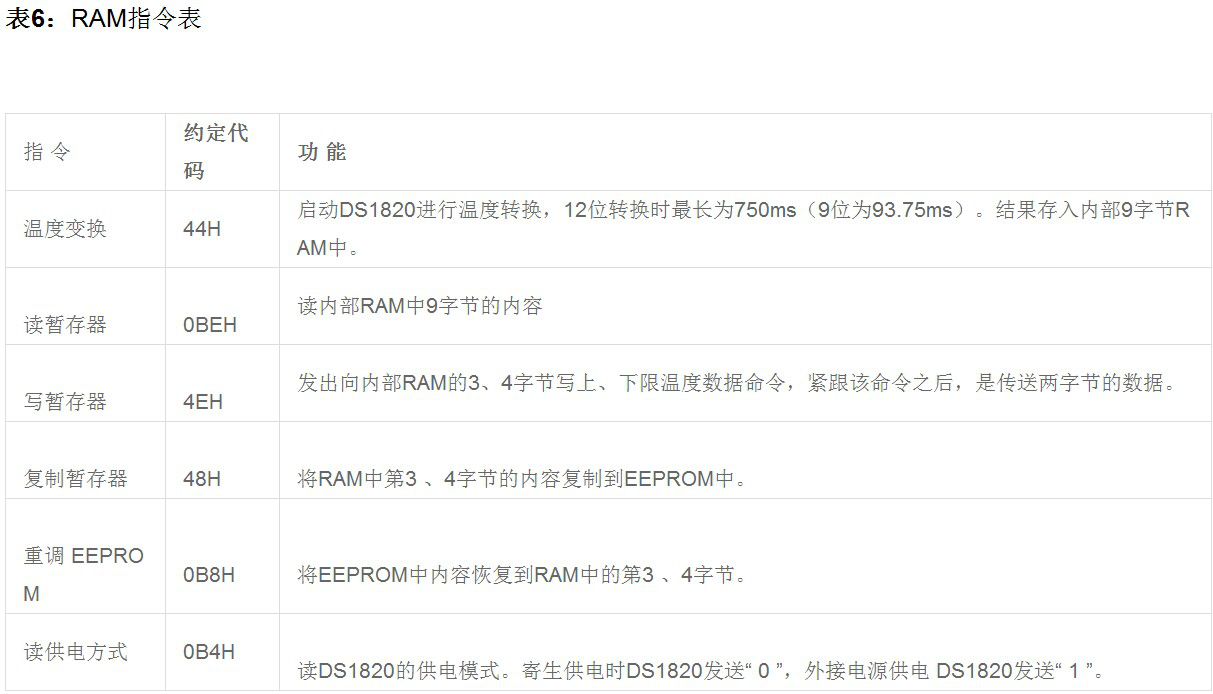 表6：RAM指令表
指 令
约定代
码
功 能
温度变换
44H
启动DS1820进行温度转换，12位转换时最长为750ms（9位为93.75ms）。结果存入内部9字节R
AM中。
读暂存器
0BEH
读内部RAM中9字节的内容
写暂存器
4EH
发出向内部RAM的3、4字节写上、下限温度数据命令，紧跟该命令之后，是传送两字节的数据。
复制暂存器
48H
将RAM中第3 、4字节的内容复制到EEPROM中。
重调 EEPRO
M
0B8H
将EEPROM中内容恢复到RAM中的第3 、4字节。
读供电方式
0B4H
读DS1820的供电模式。寄生供电时DS1820发送“ 0 ”，外接电源供电 DS1820发送“ 1 ”。